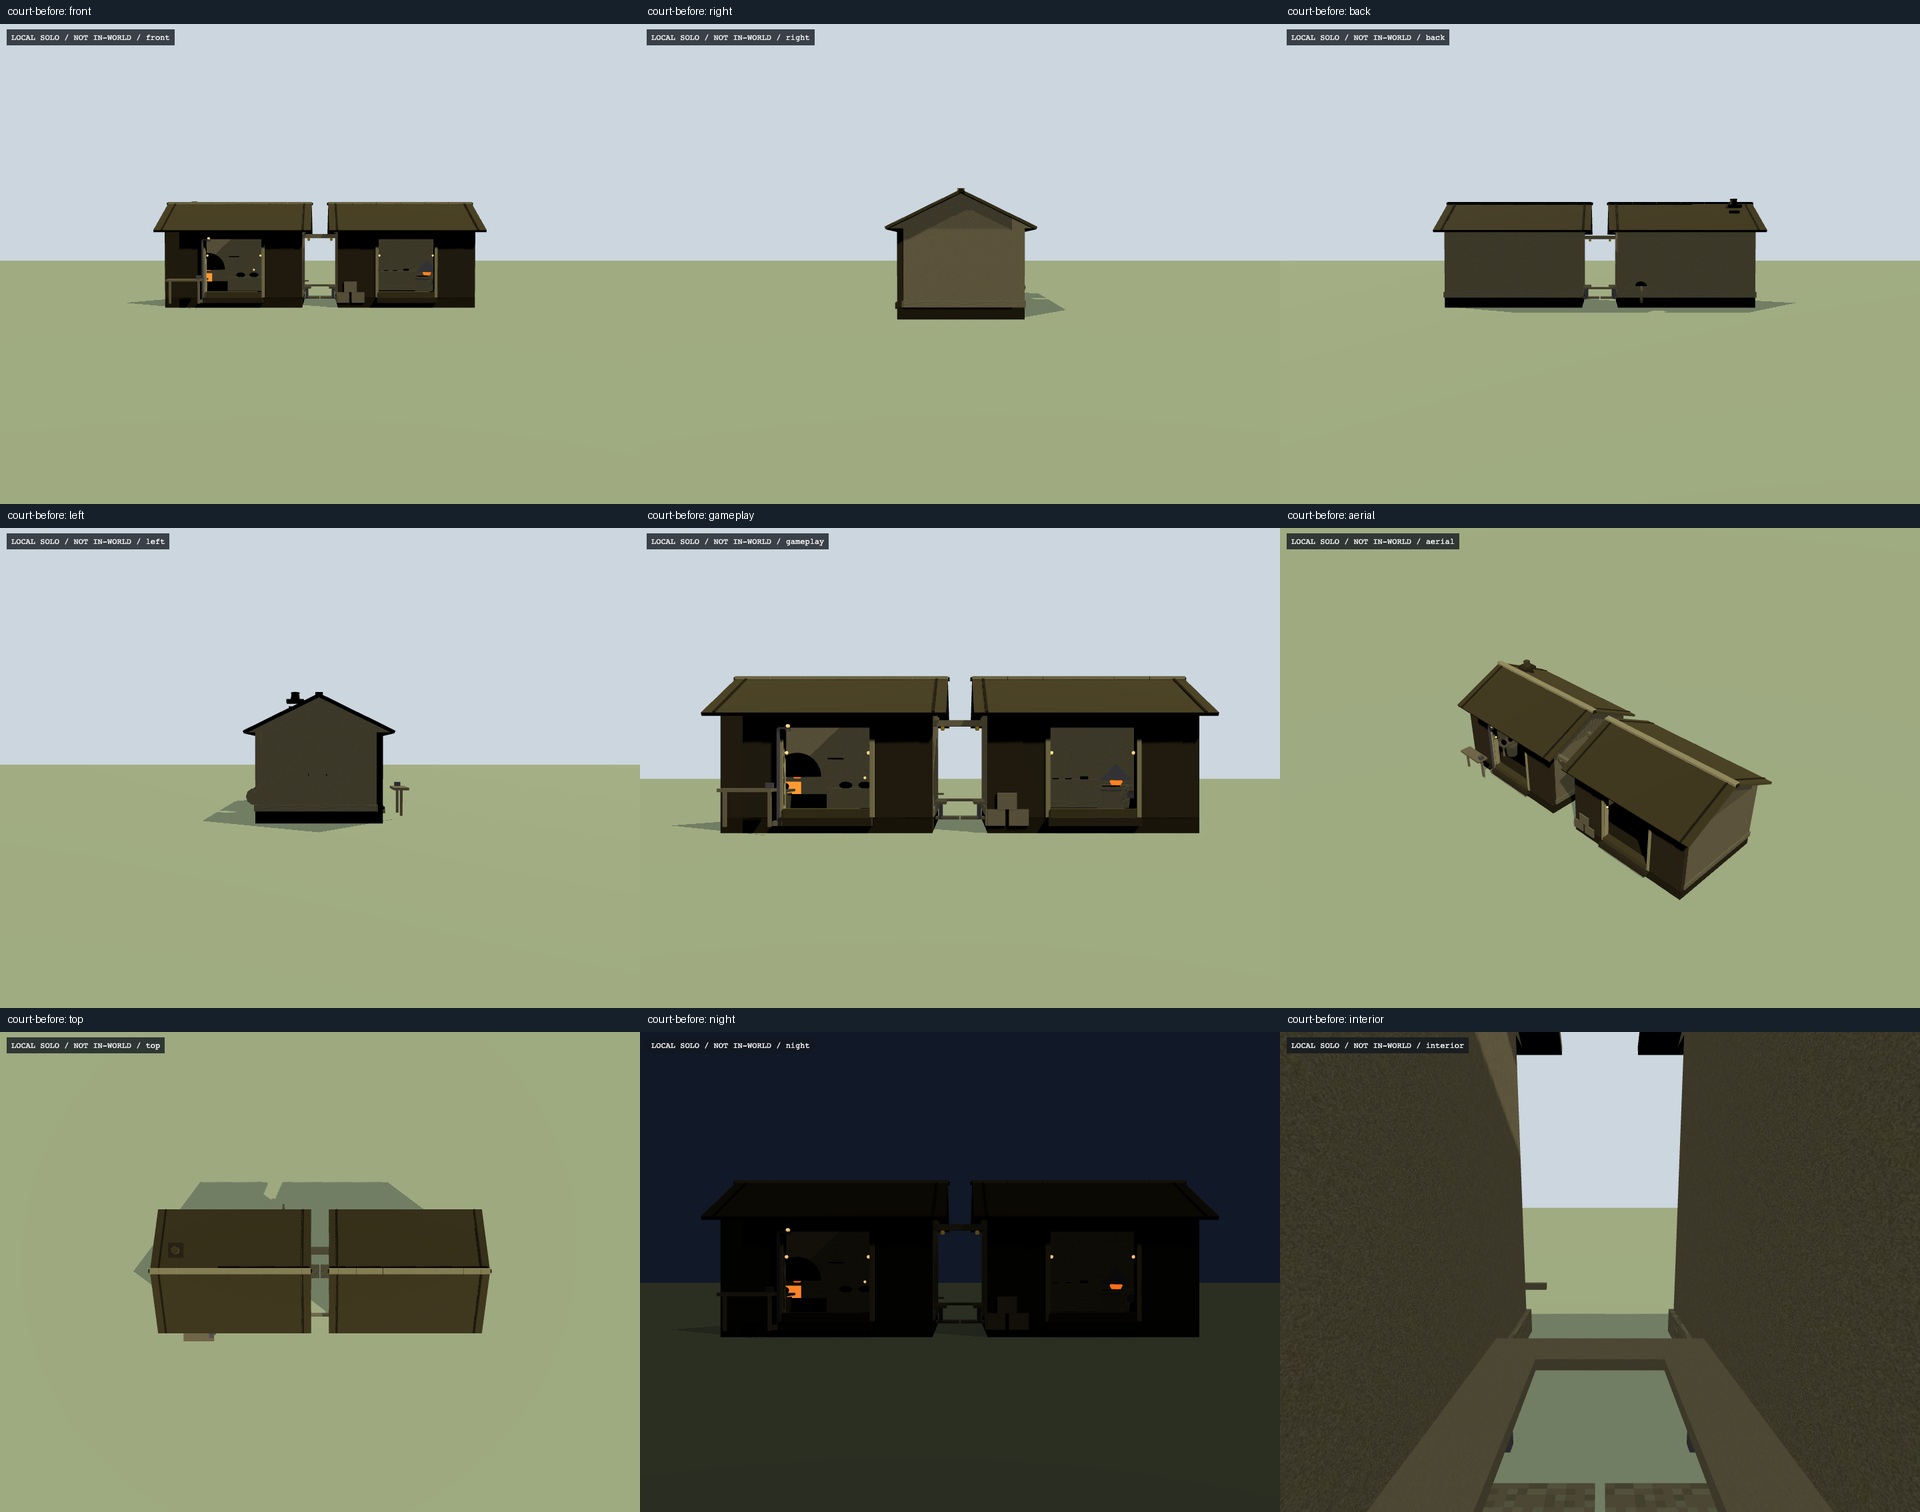 court-before: front
court-before: right
court-before: back
LOCAL SOLO / NOT IN-WORLD / front
LOCAL SOLO / NOT IN-WORLD / right
LOCAL SOLO / NOT IN-WORLD / back
court-before: left
court-before: gameplay
court-before: aerial
LOCAL SOLO / NOT IN-WORLD / left
LOCAL SOLO / NOT IN-WORLD / gameplay
LOCAL SOLO / NOT IN-WORLD / aerial
court-before: top
court-before: night
court-before: interior
LOCAL SOLO / NOT IN-WORLD / top
LOCAL SOLO / NOT IN-WORLD / night
LOCAL SOLO / NOT IN-WORLD / interior